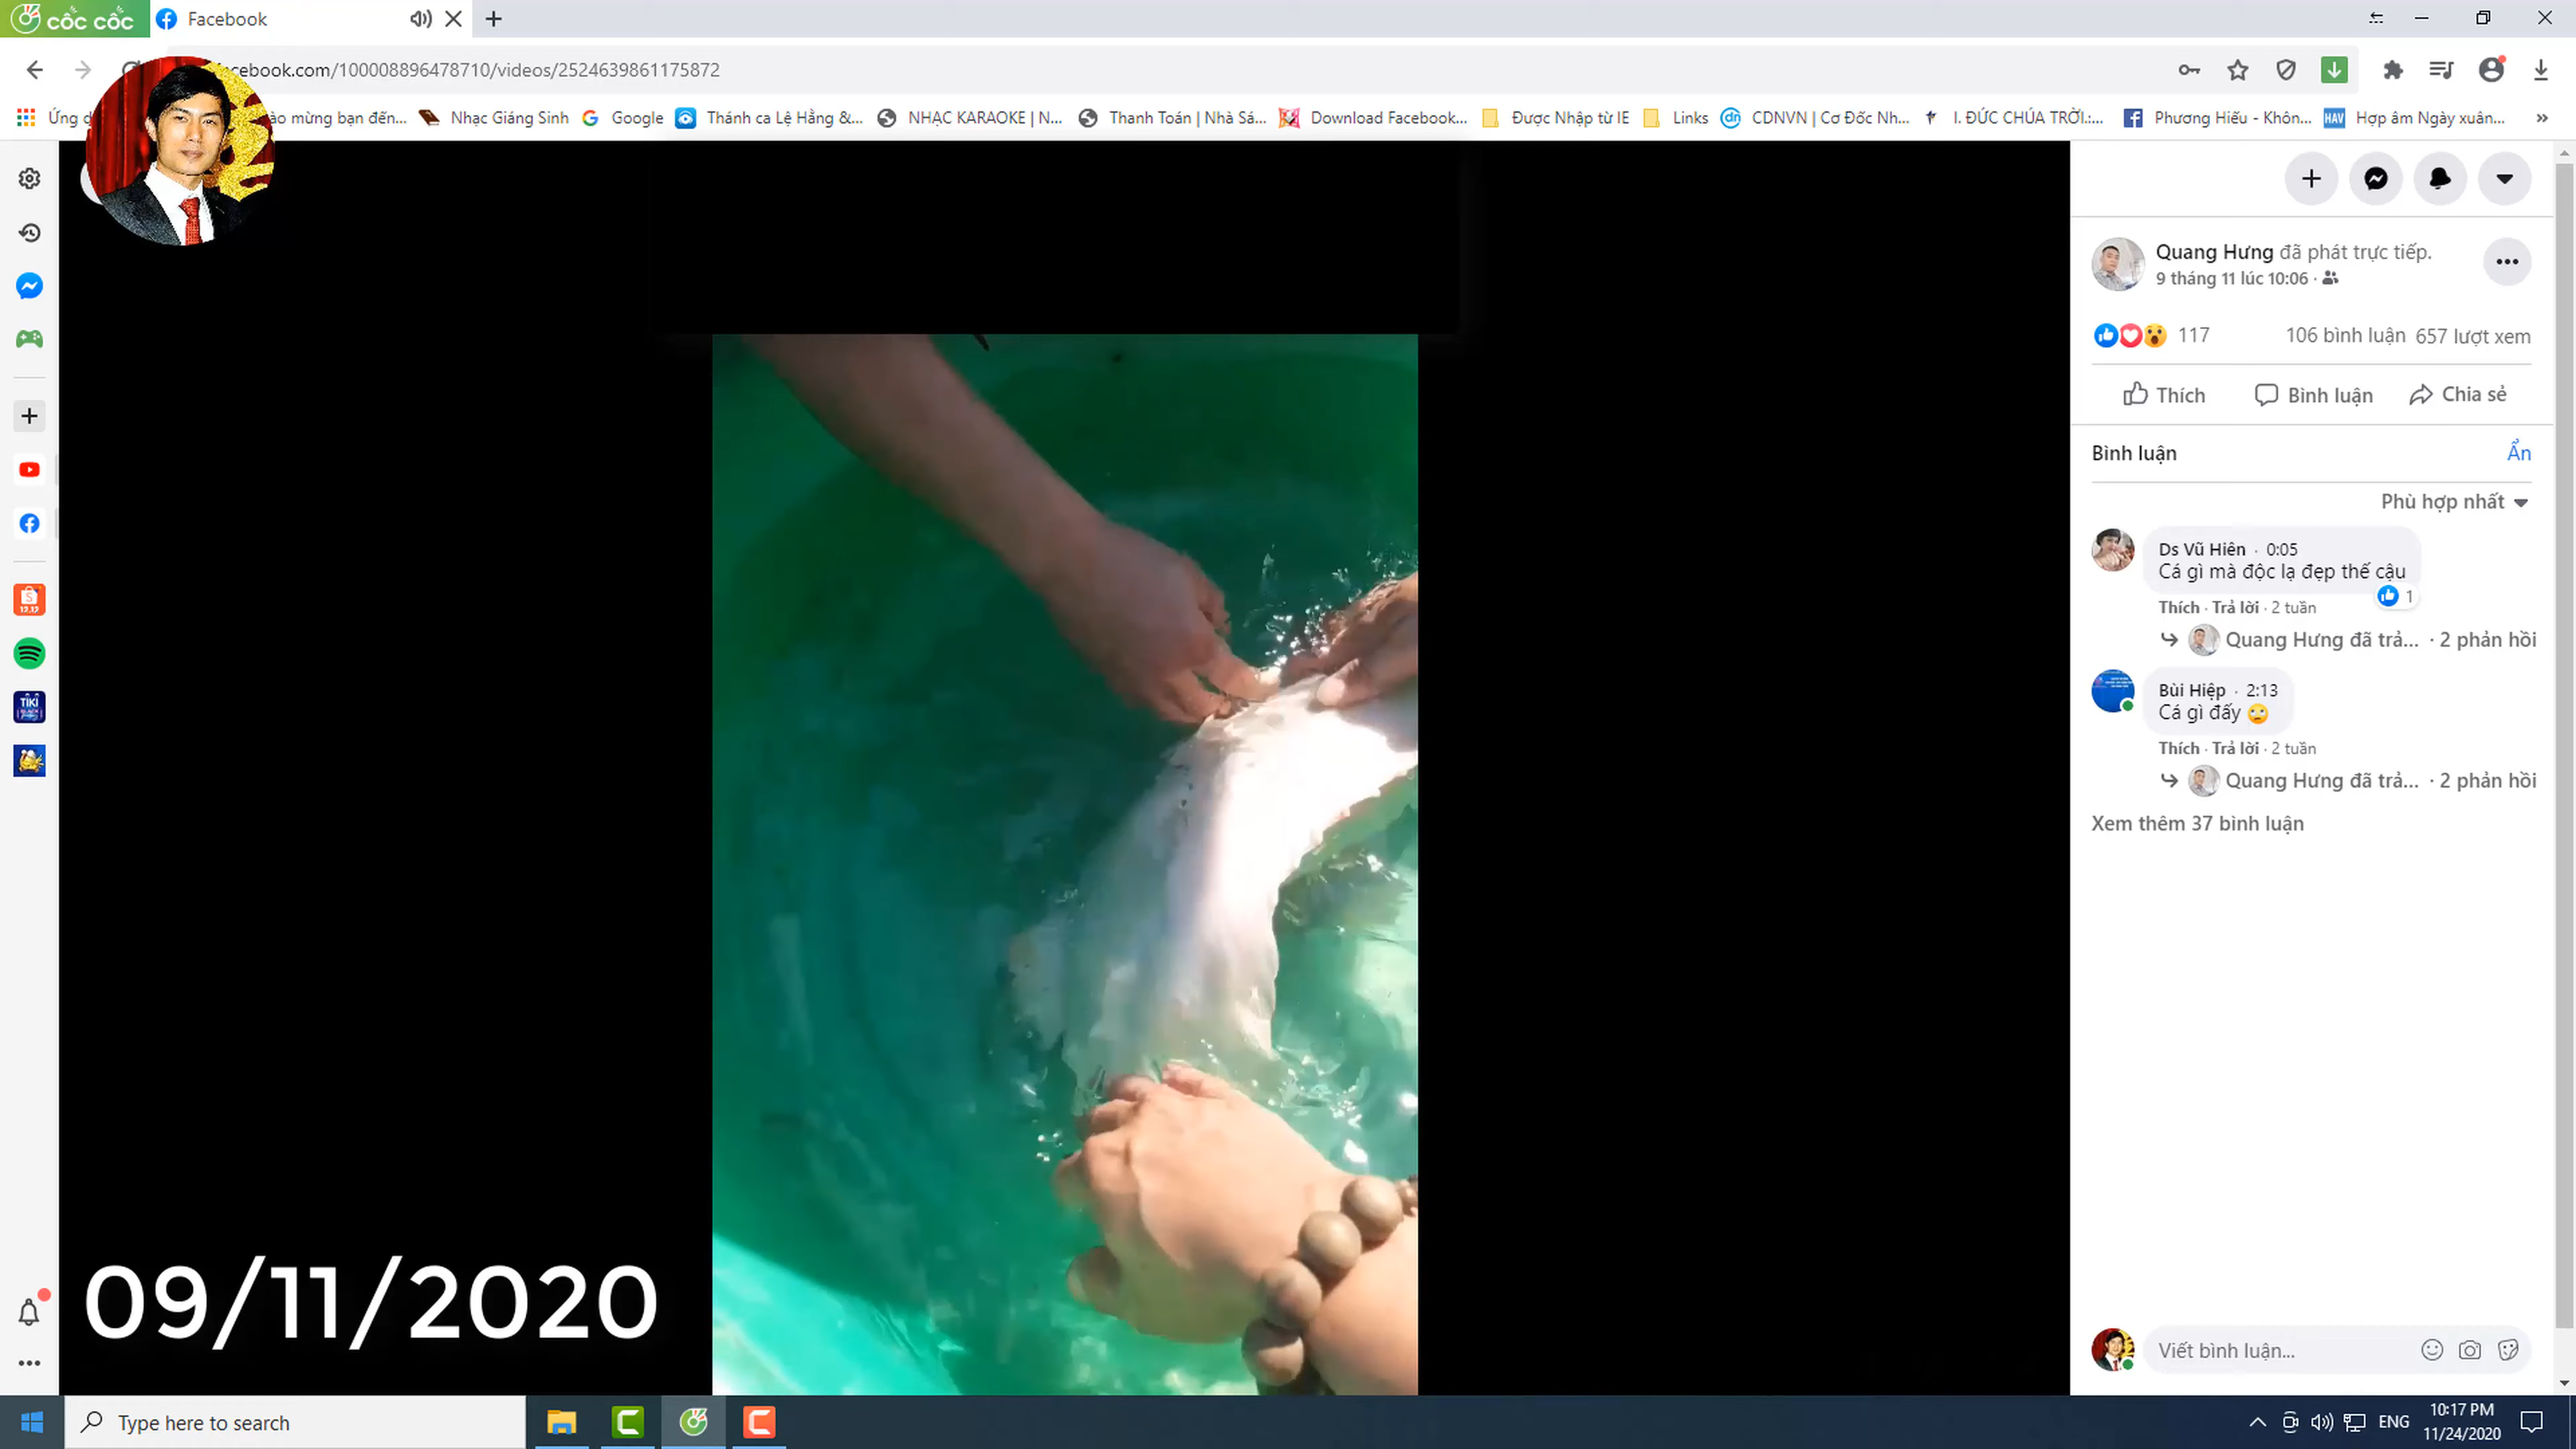 cốc cốc
Facebook
cebook.com/100008896478710/videos/2524639861175872
Ứng d
ào mừng bạn đến...
Nhạc Giáng Sinh
Google
Thánh ca Lệ Hằng &...
NHẠC KARAOKE | N...
Thanh Toán | Nhà Sá...
Download Facebook...
Được Nhập từ IE
Links
CDNVN | Cơ Đốc Nh...
I. ĐỨC CHÚA TRỜI.:...
Phương Hiếu - Khôn...
HAV
Hợp âm Ngày xuân...
»
Quang Hưng đã phát trực tiếp.
9 tháng 11 lúc 10:06 ·
117
106 bình luận 657 lượt xem
Thích
Bình luận
Chia sẻ
Bình luận
Ẩn
Phù hợp nhất
Ds Vũ Hiên · 0:05
Cá gì mà độc lạ đẹp thế cậu
1
Thích · Trả lời · 2 tuần
Quang Hưng đã trả... · 2 phản hồi
Bùi Hiệp · 2:13
Cá gì đấy 🙄
Thích · Trả lời · 2 tuần
Quang Hưng đã trả... · 2 phản hồi
Xem thêm 37 bình luận
TIKI
09/11/2020
Viết bình luận...
Type here to search
ENG
10:17 PM
11/24/2020